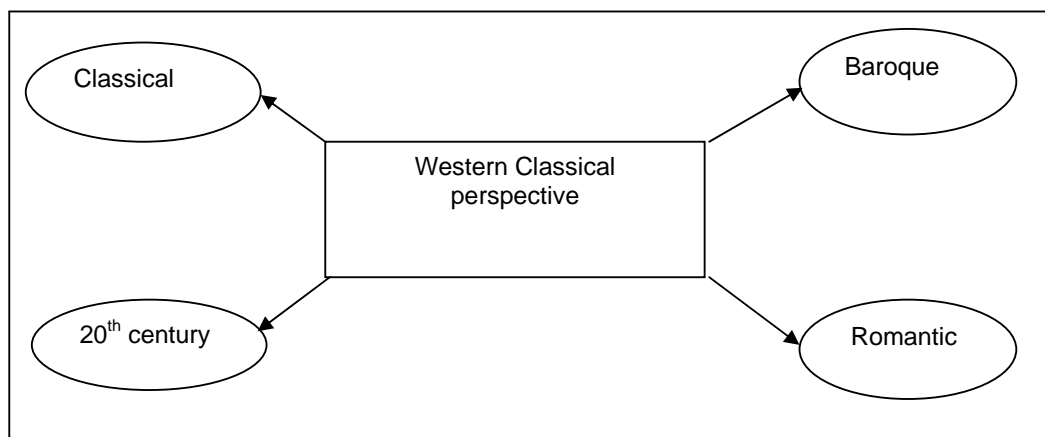 Classical
Baroque
Western Classical
perspective
20th century
Romantic